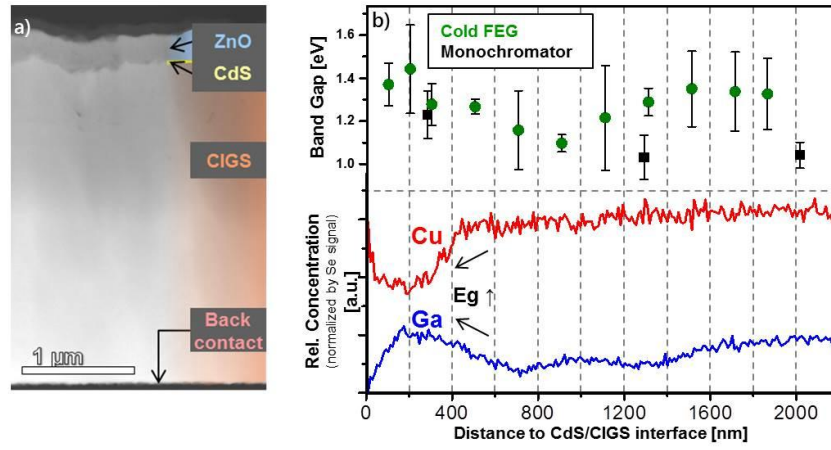 a)
ZnO
CdS
CIGS
Back
contact
1 µm
b)
Cold FEG
Monochromator
Band Gap [eV]
1.6
1.4
1.2
1.0
Rel. Concentration
(normalized by Se signal)
[a.u.]
Cu
Eg ↑
Ga
0 400 800 1200 1600 2000
Distance to CdS/CIGS interface [nm]